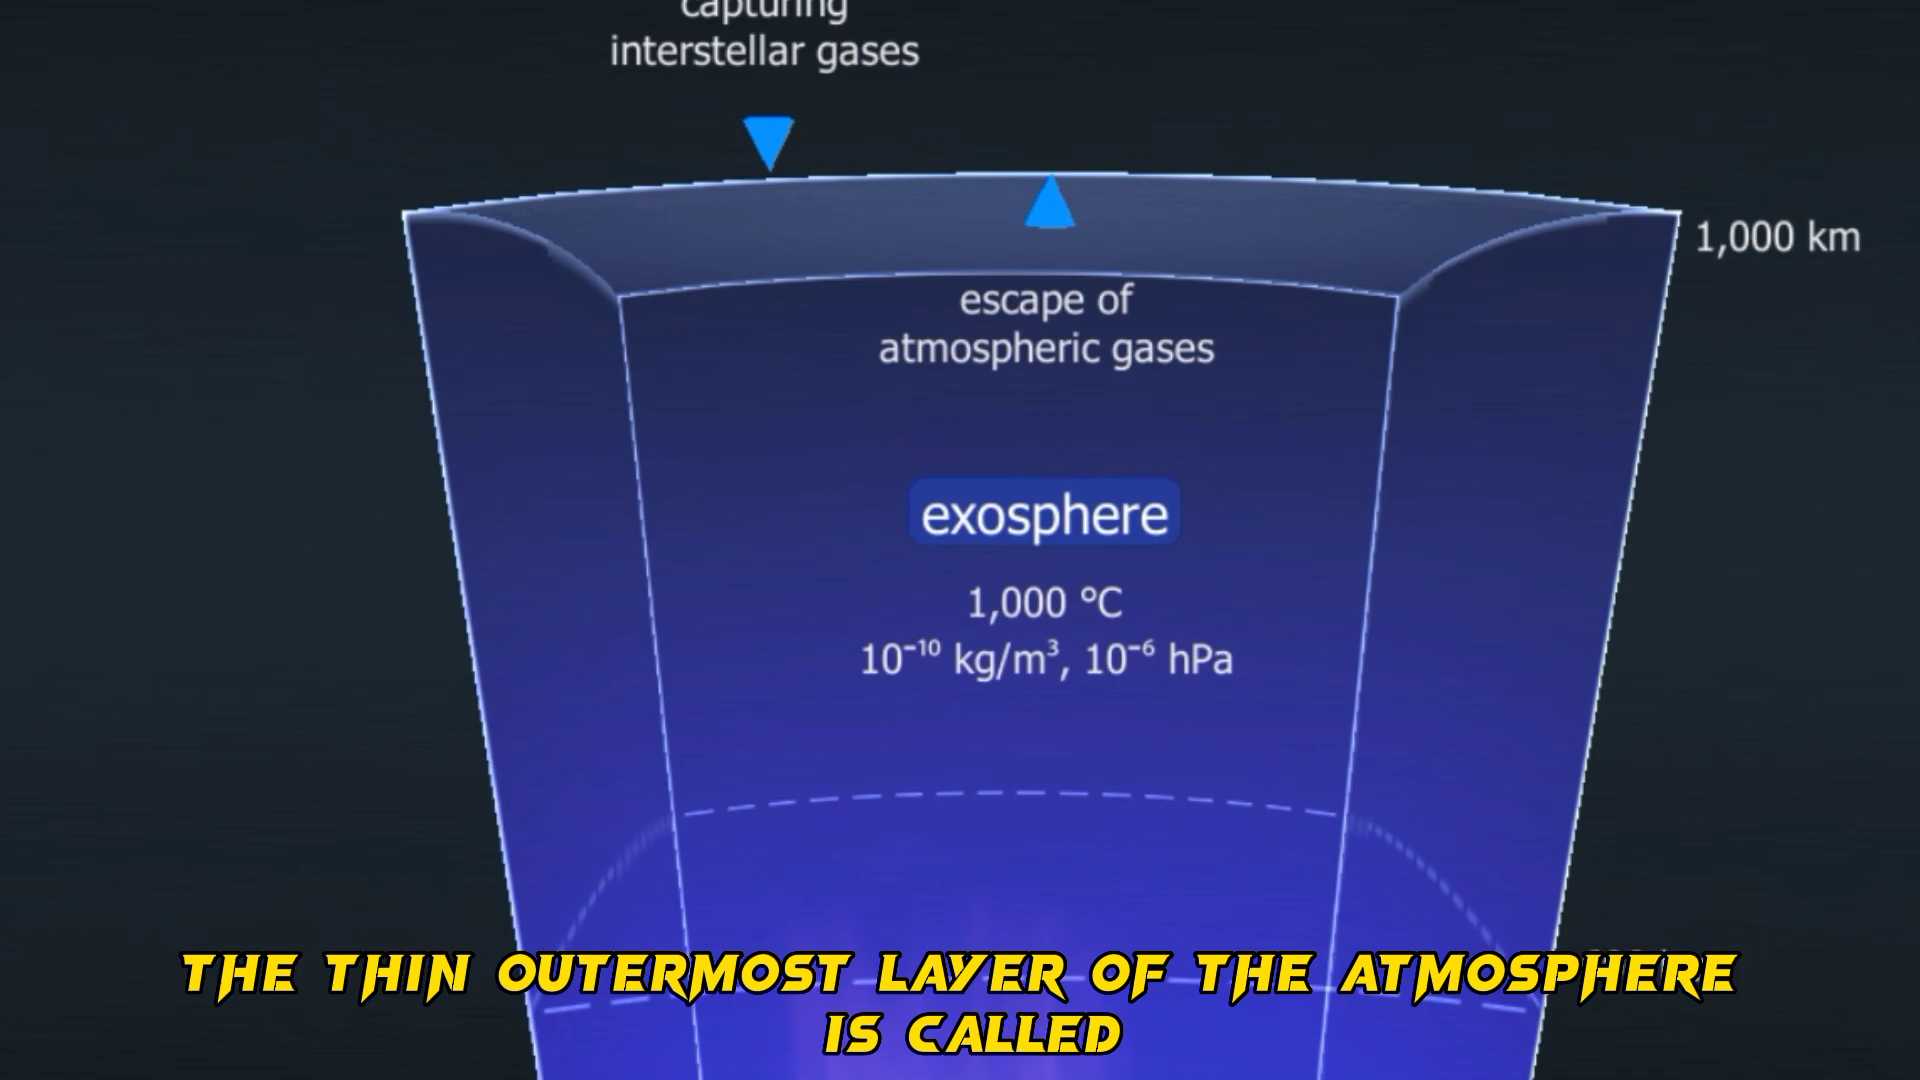 capturing
interstellar gases
1,000 km
escape of
atmospheric gases
exosphere
1,000 °C
10⁻¹⁰ kg/m³, 10⁻⁶ hPa
THE THIN OUTERMOST LAYER OF THE ATMOSPHERE
IS CALLED